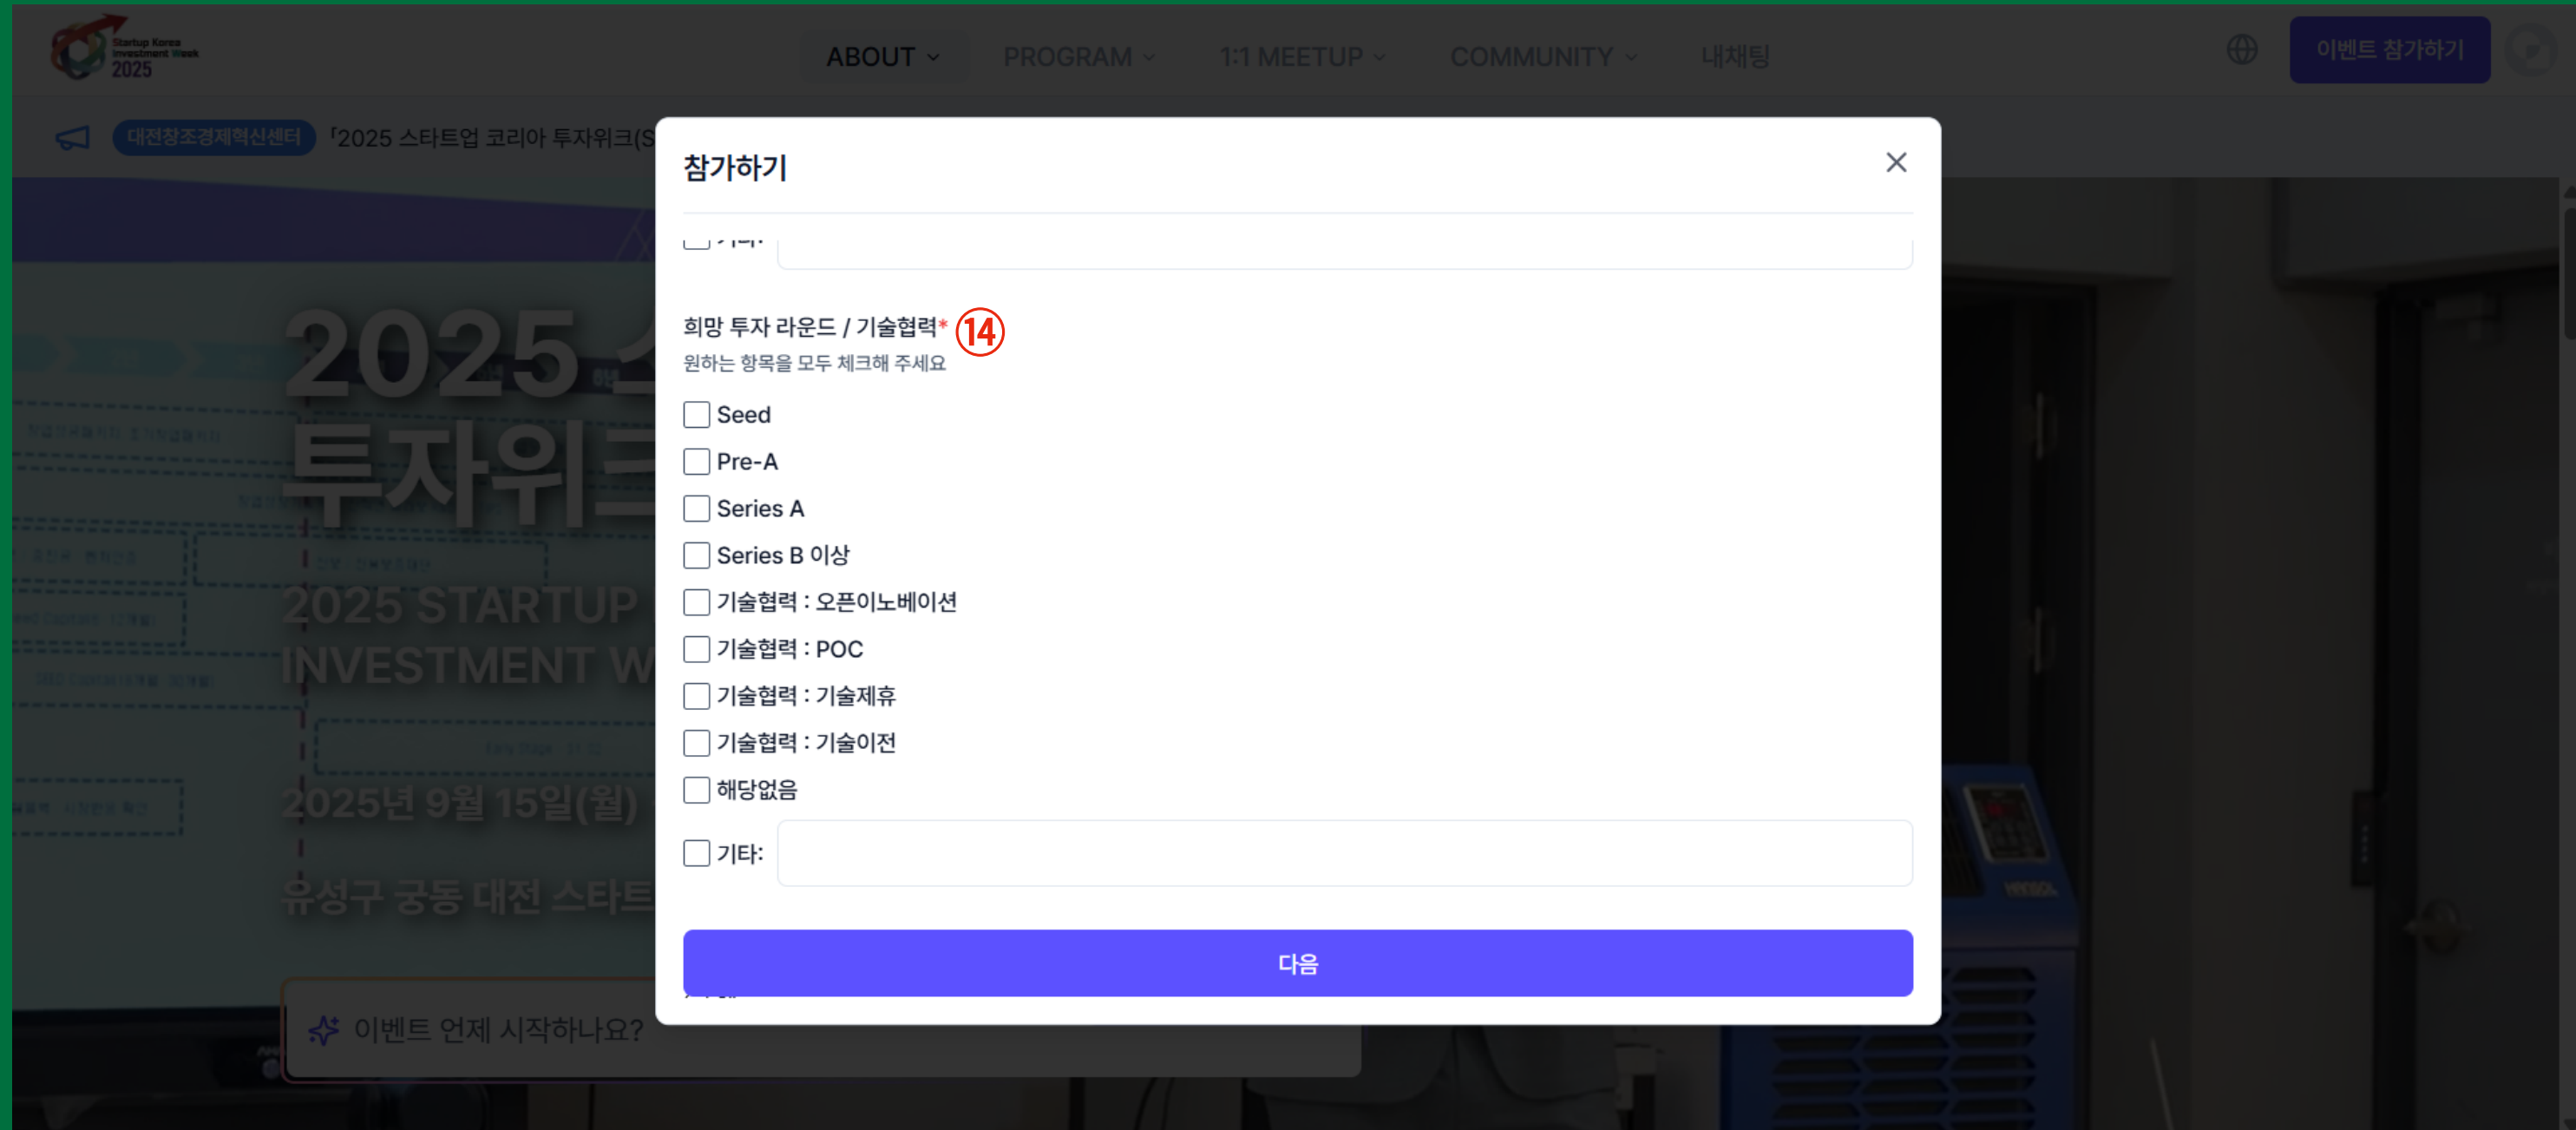 Startup Korea
Investment Week
2025
ABOUT
PROGRAM
1:1 MEETUP
COMMUNITY
내채팅
이벤트 참가하기
대전창조경제혁신센터
「2025 스타트업 코리아 투자위크(S
참가하기
기타:
희망 투자 라운드 / 기술협력* ⑭
원하는 항목을 모두 체크해 주세요
Seed
Pre-A
Series A
Series B 이상
기술협력 : 오픈이노베이션
기술협력 : POC
기술협력 : 기술제휴
기술협력 : 기술이전
해당없음
기타:
다음
2025
투자위크
2025 STARTUP
INVESTMENT W
2025년 9월 15일(월)
유성구 궁동 대전 스타트
이벤트 언제 시작하나요?
HANSOL